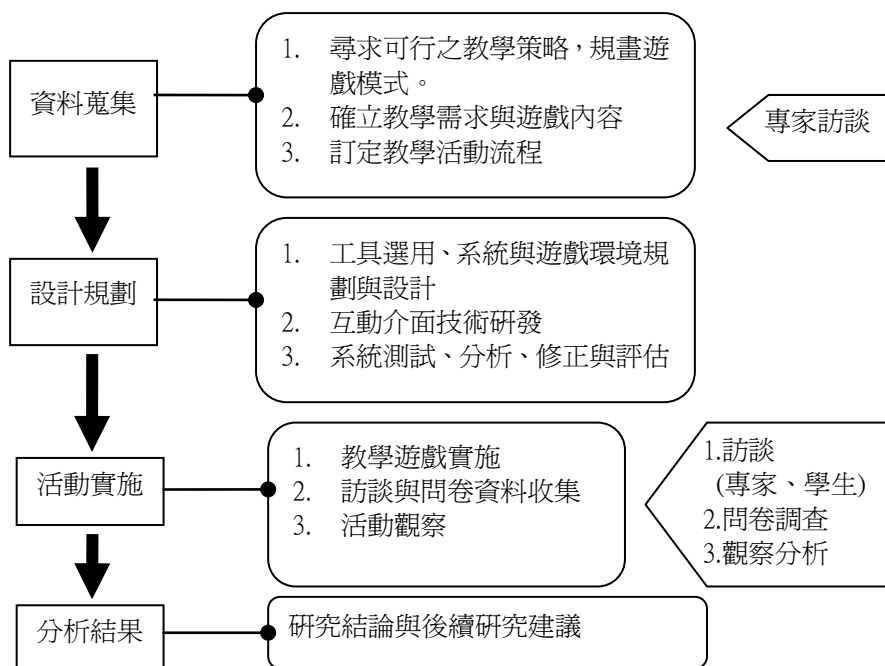 資料蒐集
1. 尋求可行之教學策略，規畫遊
戲模式。
2. 確立教學需求與遊戲內容
3. 訂定教學活動流程
專家訪談
設計規劃
1. 工具選用、系統與遊戲環境規
劃與設計
2. 互動介面技術研發
3. 系統測試、分析、修正與評估
活動實施
1. 教學遊戲實施
2. 訪談與問卷資料收集
3. 活動觀察
1.訪談
(專家、學生)
2.問卷調查
3.觀察分析
分析結果
研究結論與後續研究建議